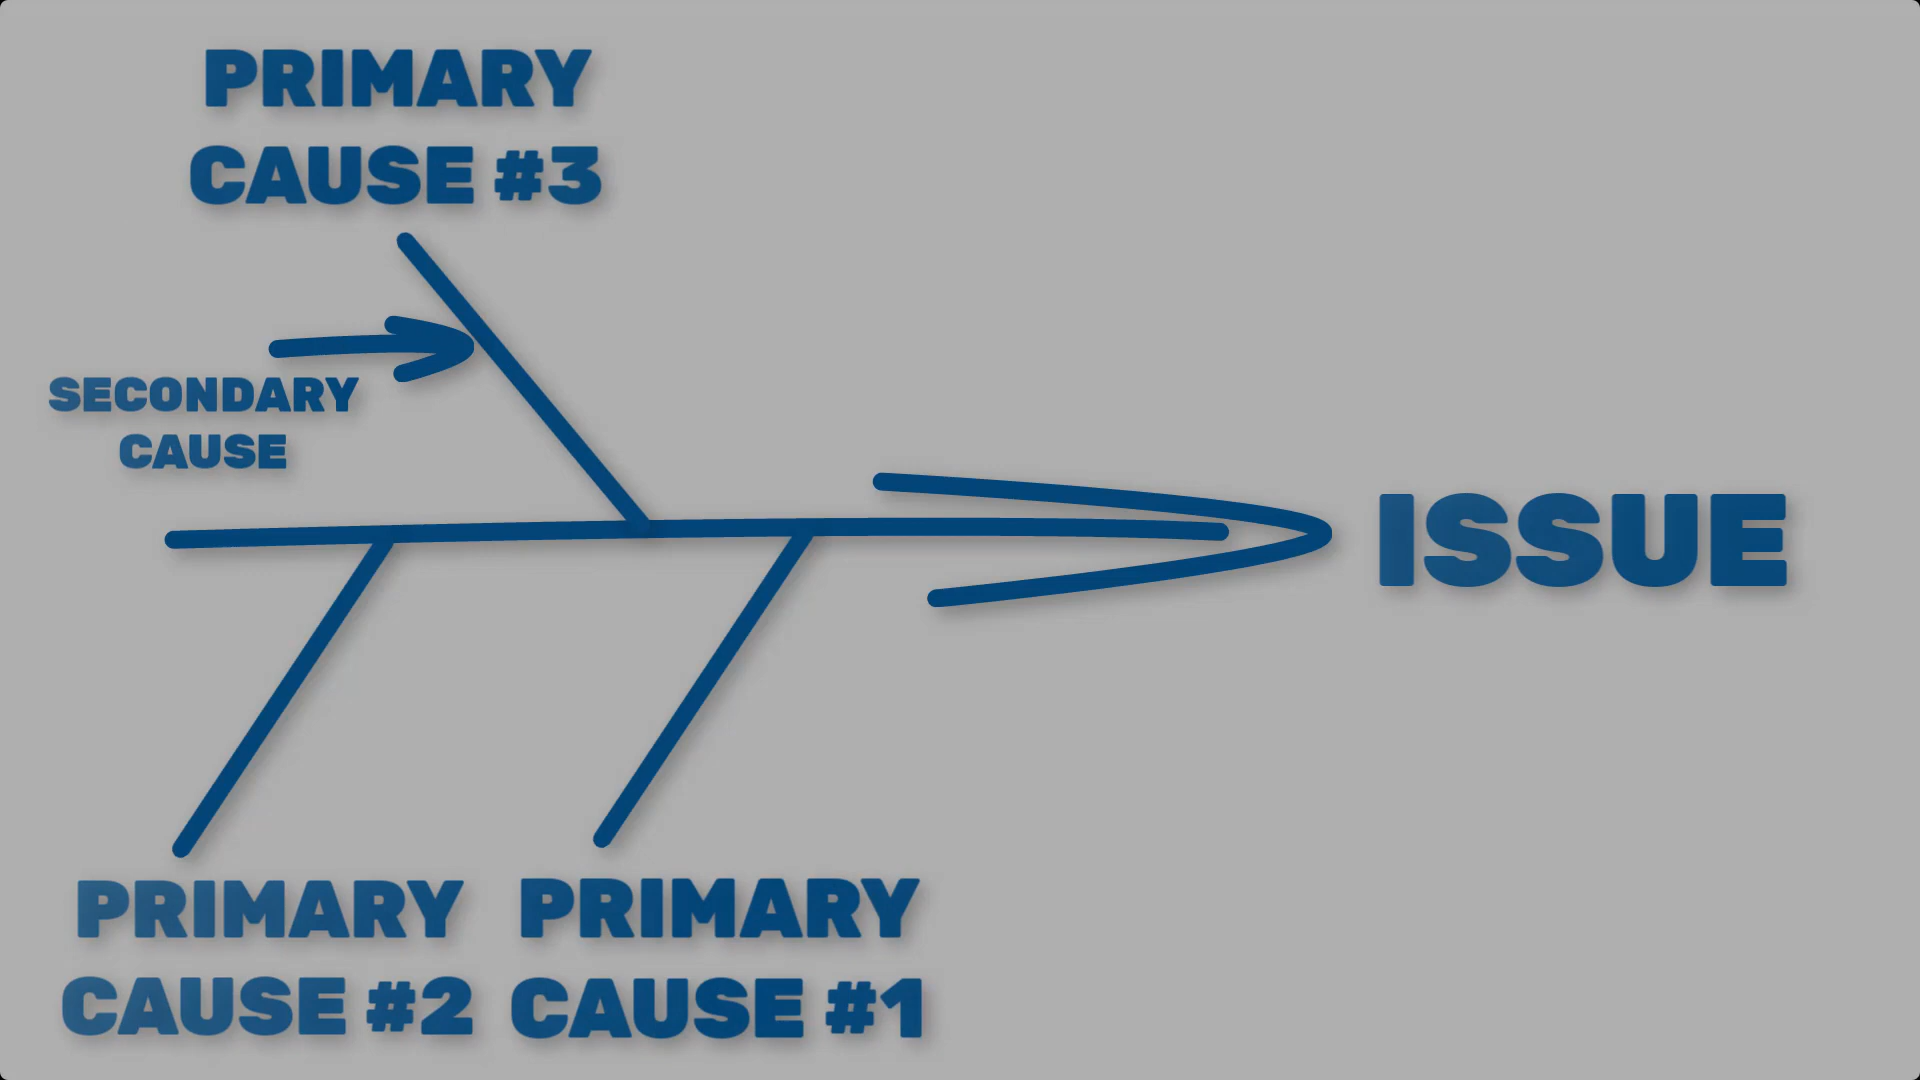 PRIMARY
CAUSE #3
SECONDARY
CAUSE
ISSUE
PRIMARY
CAUSE #2
PRIMARY
CAUSE #1